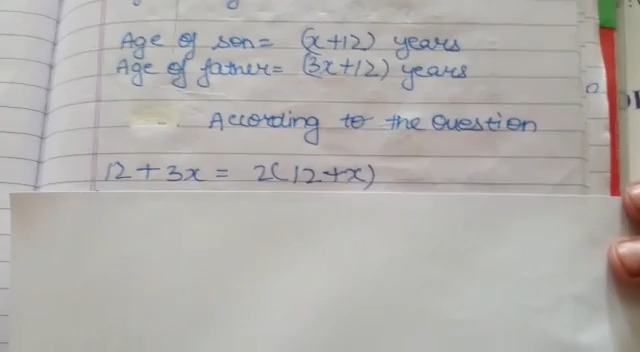 Age of son= (x+12) years
Age of father= (3x+12) years
According to the Question
12+3x = 2(12+x)